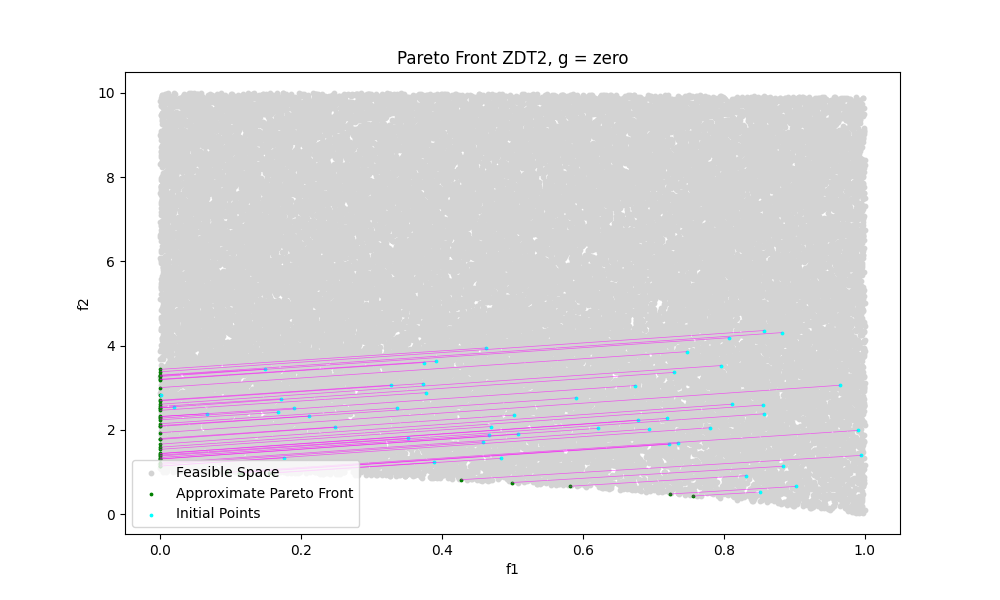 Pareto Front ZDT2, g = zero
10
8
6
4
2
0
f2
Feasible Space
Approximate Pareto Front
Initial Points
0.0 0.2 0.4 0.6 0.8 1.0
f1